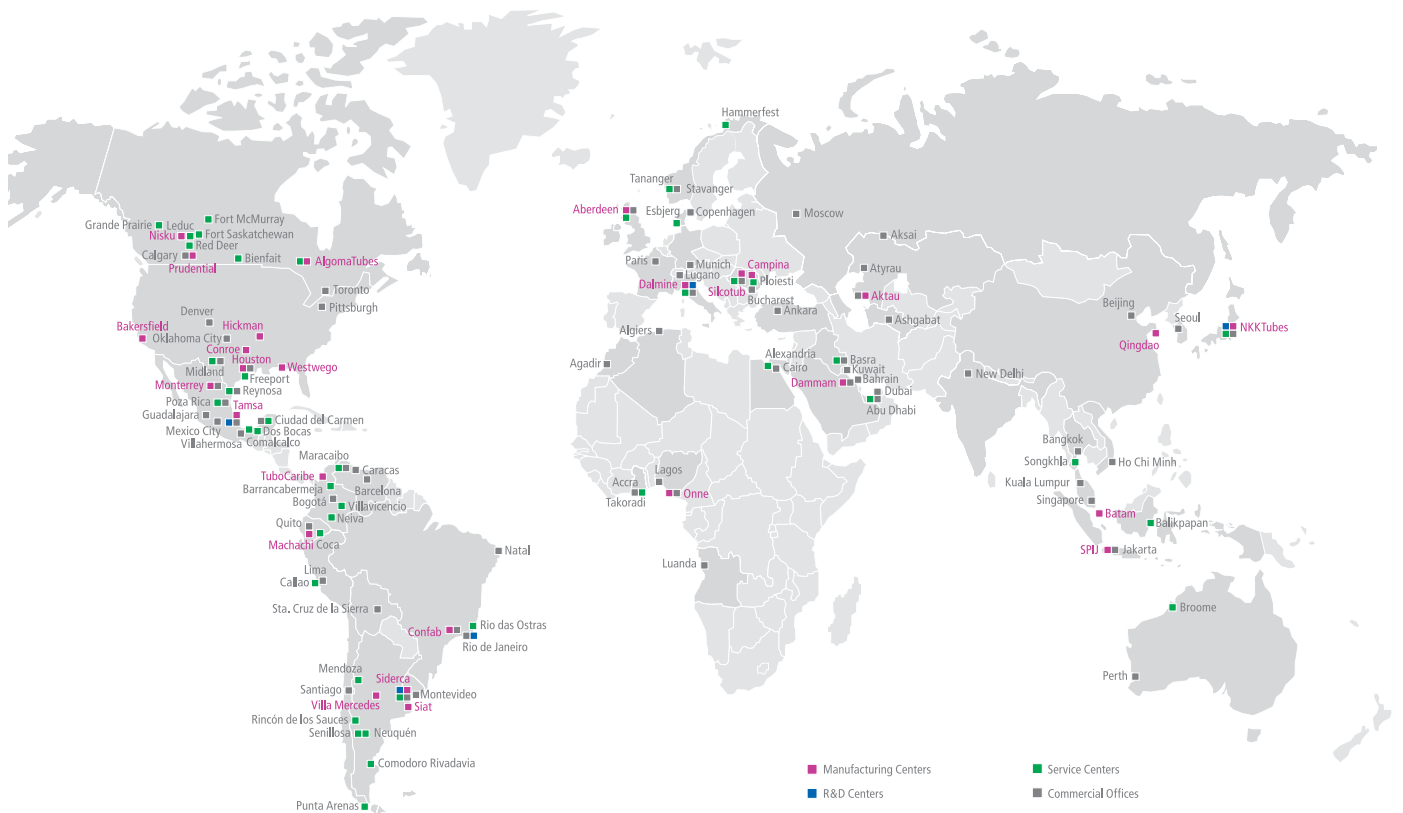 Hammerfest
Tananger
Stavanger
Aberdeen
Esbjerg
Copenhagen
Moscow
Grande Prairie
Leduc
Fort McMurray
Nisku
Fort Saskatchewan
Red Deer
Calgary
Prudential
Bienfait
AlgomaTubes
Aksai
Paris
Munich
Lugano
Campina
Ploiesti
Dalmine
Silcotub
Bucharest
Ankara
Atyrau
Aktau
Ashgabat
Toronto
Pittsburgh
Denver
Bakersfield
Hickman
Oklahoma City
Conroe
Houston
Westwego
Midland
Freeport
Monterrey
Reynosa
Poza Rica
Tamsa
Guadalajara
Ciudad del Carmen
Mexico City
Dos Bocas
Villahermosa
Comalcalco
Beijing
Seoul
NKKTubes
Qingdao
Algiers
Agadir
Alexandria
Cairo
Basra
Kuwait
Bahrain
Dammam
Dubai
Abu Dhabi
New Delhi
Maracaibo
Caracas
TuboCaribe
Barcelona
Barrancabermeja
Bogotá
Villavicencio
Neiva
Quito
Machachi
Coca
Lagos
Accra
Takoradi
Onne
Bangkok
Songkhla
Ho Chi Minh
Kuala Lumpur
Singapore
Batam
Balikpapan
SPIJ
Jakarta
Natal
Lima
Callao
Luanda
Sta. Cruz de la Sierra
Confab
Rio das Ostras
Rio de Janeiro
Broome
Perth
Mendoza
Siderca
Santiago
Montevideo
Villa Mercedes
Siat
Rincón de los Sauces
Senillosa
Neuquén
Comodoro Rivadavia
Punta Arenas
Manufacturing Centers
Service Centers
R&D Centers
Commercial Offices